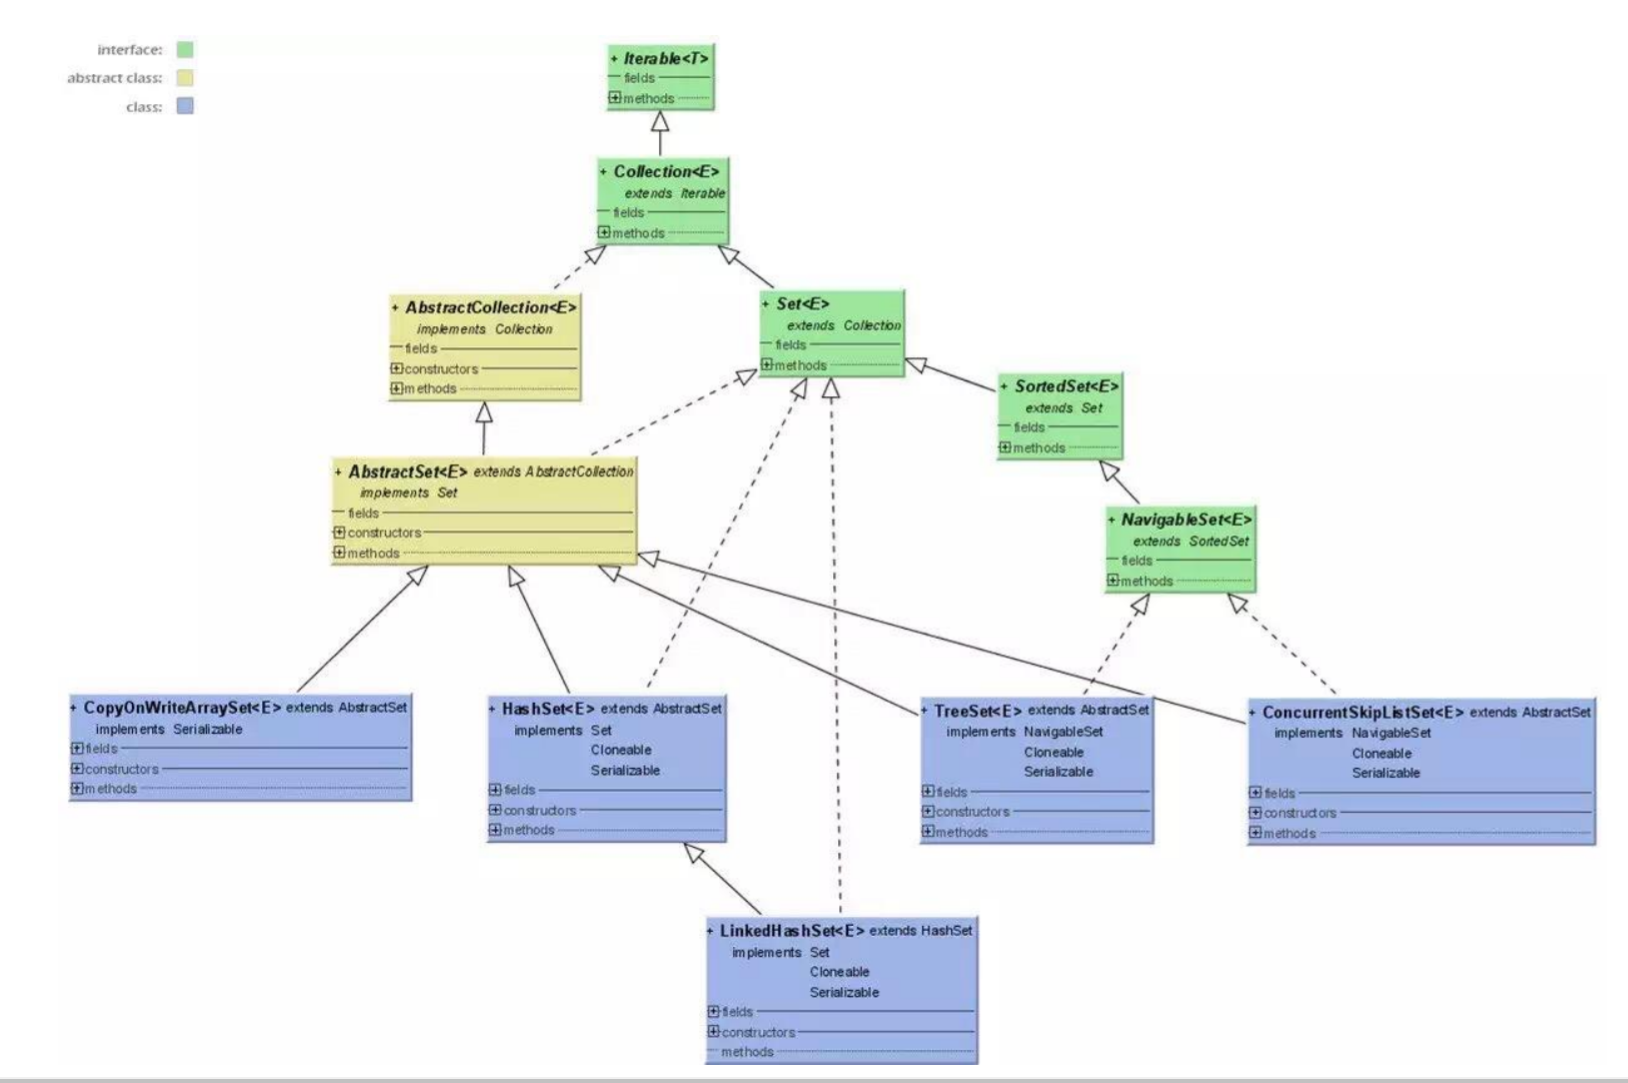 interface:
abstract class:
class:
+ Iterable<T>
fields
methods
+ Collection<E>
extends Iterable
fields
methods
+ AbstractCollection<E>
implements Collection
fields
constructors
methods
+ Set<E>
extends Collection
fields
methods
+ SortedSet<E>
extends Set
fields
methods
+ AbstractSet<E> extends AbstractCollection
implements Set
fields
constructors
methods
+ NavigableSet<E>
extends SortedSet
fields
methods
+ CopyOnWriteArraySet<E> extends AbstractSet
implements Serializable
fields
constructors
methods
+ HashSet<E> extends AbstractSet
implements Set
Cloneable
Serializable
fields
constructors
methods
+ TreeSet<E> extends AbstractSet
implements NavigableSet
Cloneable
Serializable
fields
constructors
methods
+ ConcurrentSkipListSet<E> extends AbstractSet
implements NavigableSet
Cloneable
Serializable
fields
constructors
methods
+ LinkedHashSet<E> extends HashSet
implements Set
Cloneable
Serializable
fields
constructors
methods